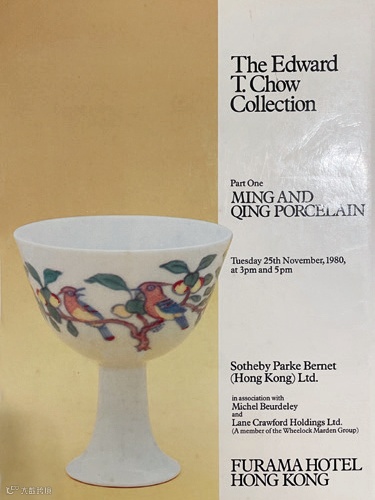 The Edward
T. Chow
Collection
Part One
MING AND
QING PORCELAIN
Tuesday 25th November, 1980,
at 3pm and 5pm
Sotheby Parke Bernet
(Hong Kong) Ltd.
in association with
Michel Beurdeley
and
Lane Crawford Holdings Ltd.
(A member of the Wheelock Marden Group)
FURAMA HOTEL
HONG KONG